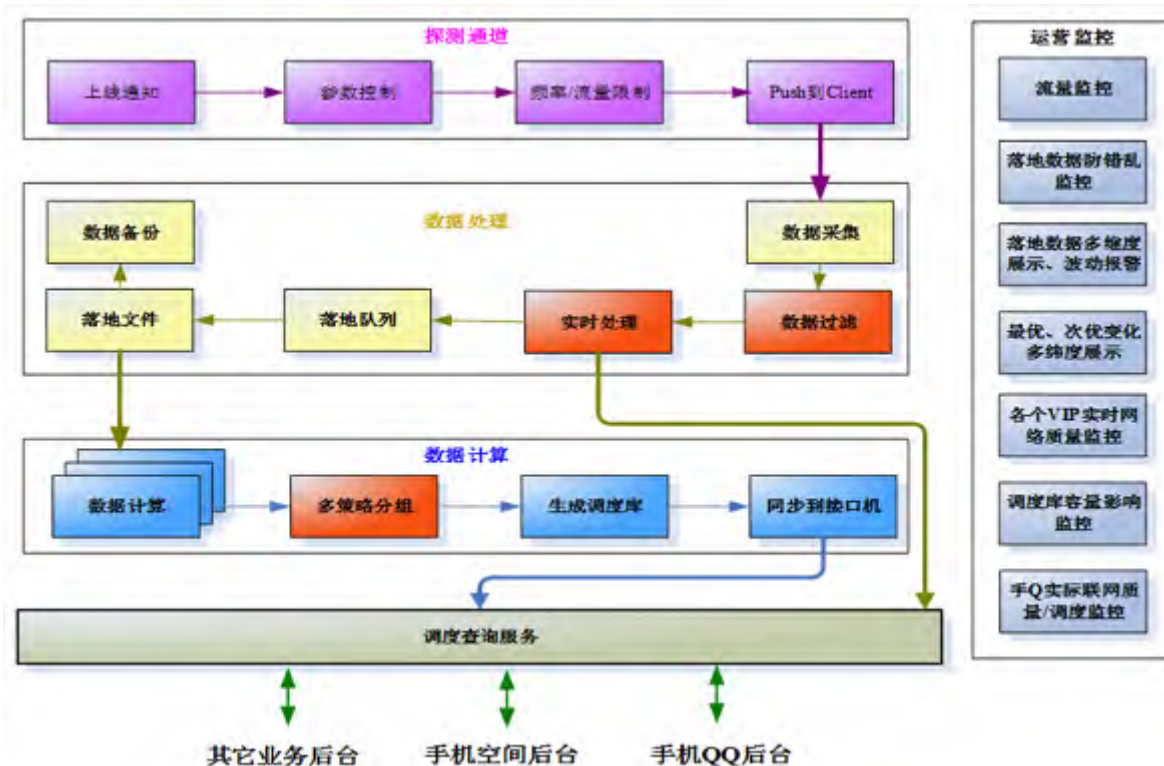 探测通道
上线通知
参数控制
频率/流量限制
Push到Client
数据处理
数据备份
数据采集
落地文件
落地队列
实时处理
数据过滤
数据计算
数据计算
多策略分组
生成调度库
同步到接口机
调度查询服务
其它业务后台
手机空间后台
手机QQ后台
运营监控
流量监控
落地数据防错乱
监控
落地数据多维度
展示、波动报警
最优、次优变化
多纬度展示
各个VIP实时网
络质量监控
调度库容量影响
监控
手Q实际联网质
量/调度监控